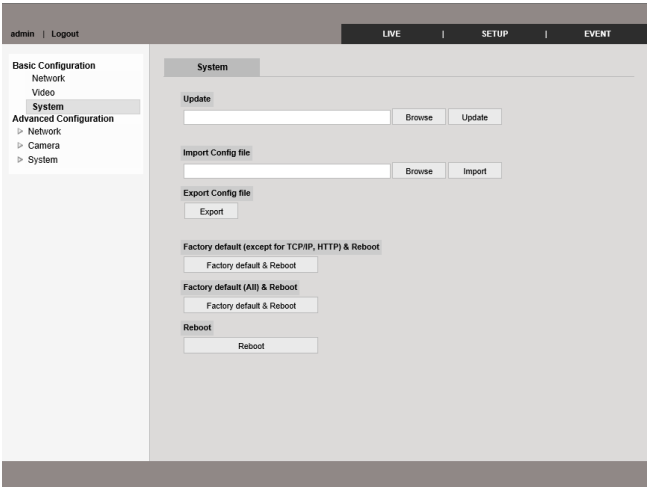 admin | Logout
LIVE | SETUP | EVENT
Basic Configuration
Network
Video
System
Advanced Configuration
Network
Camera
System
System
Update
Browse Update
Import Config file
Browse Import
Export Config file
Export
Factory default (except for TCP/IP, HTTP) & Reboot
Factory default & Reboot
Factory default (All) & Reboot
Factory default & Reboot
Reboot
Reboot